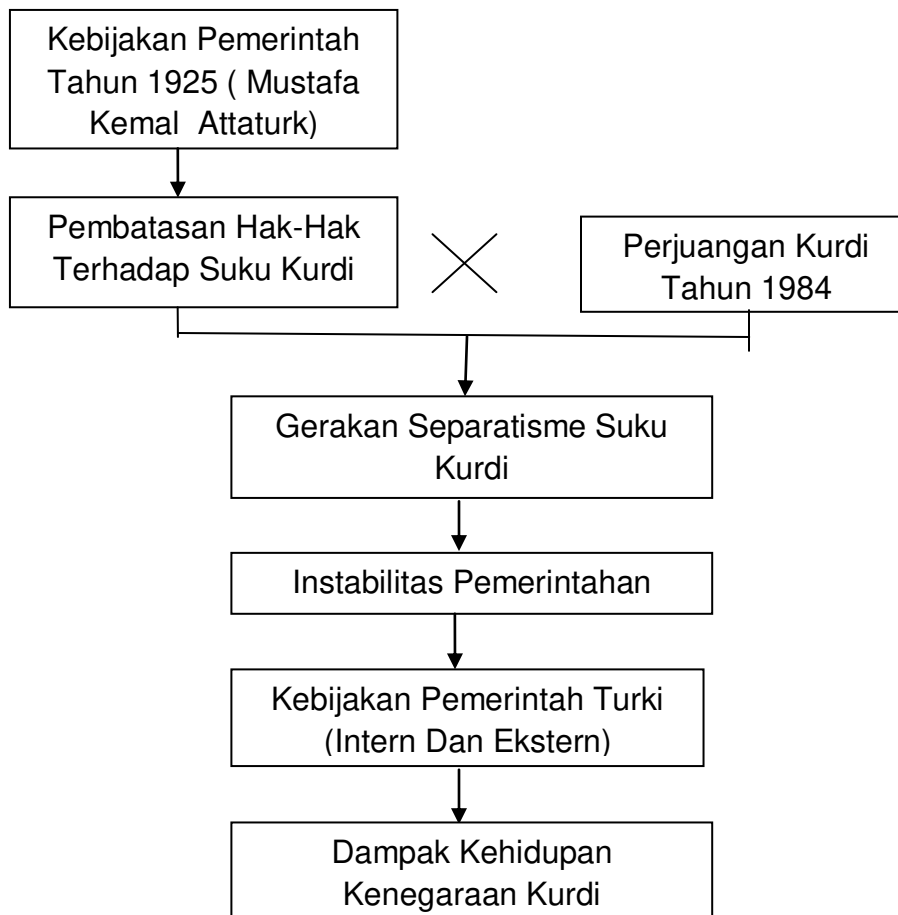 Kebijakan Pemerintah
Tahun 1925 ( Mustafa
Kemal  Attaturk)
Pembatasan Hak-Hak
Terhadap Suku Kurdi
Perjuangan Kurdi
Tahun 1984
Gerakan Separatisme Suku
Kurdi
Instabilitas Pemerintahan
Kebijakan Pemerintah Turki
(Intern Dan Ekstern)
Dampak Kehidupan
Kenegaraan Kurdi